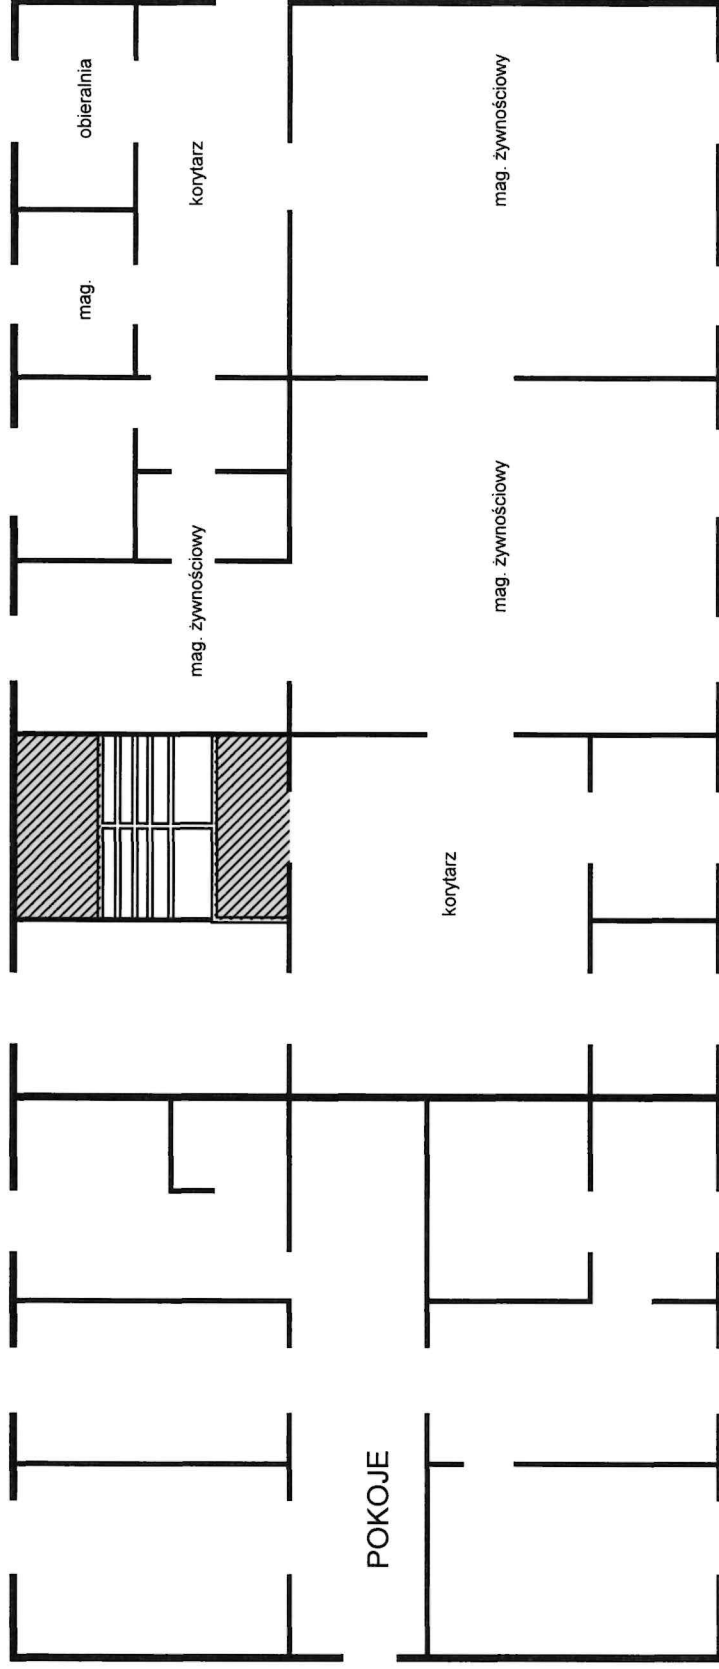 mag.
obieralnia
mag. żywnościowy
korytarz
POKOJE
korytarz
mag. żywnościowy
mag. żywnościowy